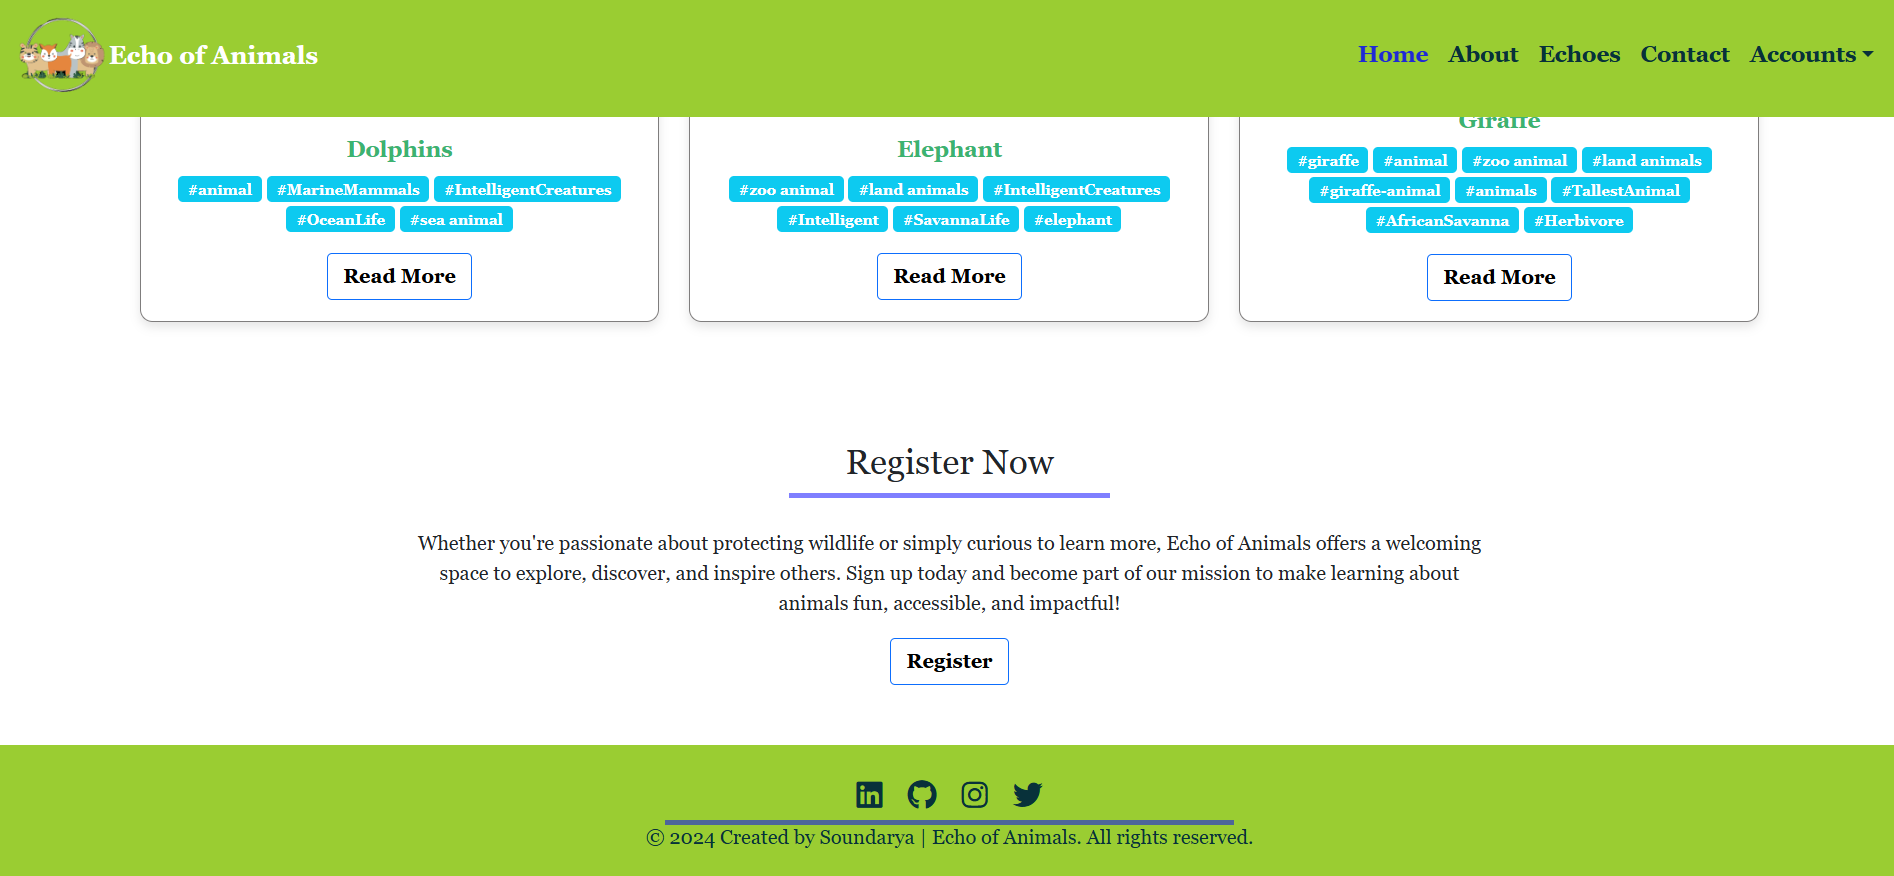 Echo of Animals
Home About Echoes Contact Accounts
Dolphins
#animal #MarineMammals #IntelligentCreatures
#OceanLife #sea animal
Read More
Elephant
#zoo animal #land animals #IntelligentCreatures
#Intelligent #SavannaLife #elephant
Read More
Giraffe
#giraffe #animal #zoo animal #land animals
#giraffe-animal #animals #TallestAnimal
#AfricanSavanna #Herbivore
Read More
Register Now
Whether you're passionate about protecting wildlife or simply curious to learn more, Echo of Animals offers a welcoming
space to explore, discover, and inspire others. Sign up today and become part of our mission to make learning about
animals fun, accessible, and impactful!
Register
in
© 2024 Created by Soundarya | Echo of Animals. All rights reserved.